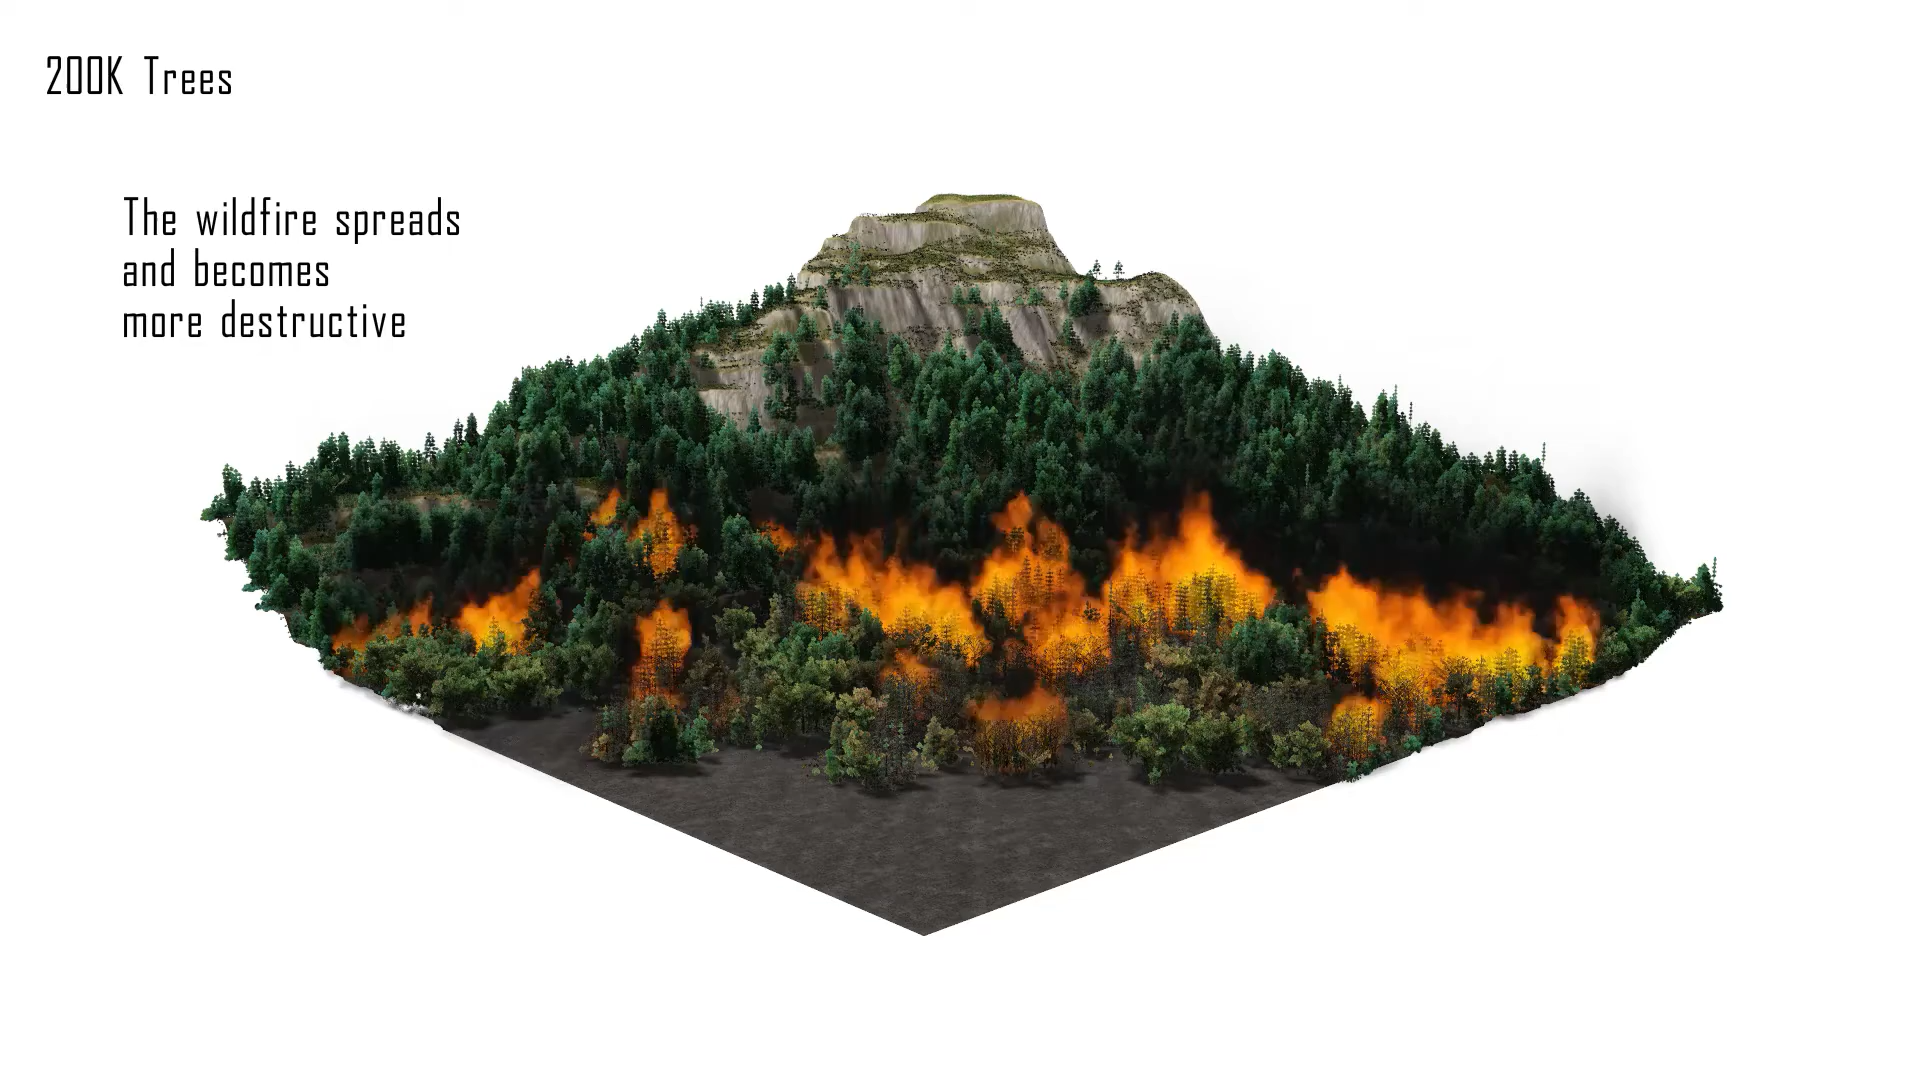 200K Trees
The wildfire spreads
and becomes
more destructive